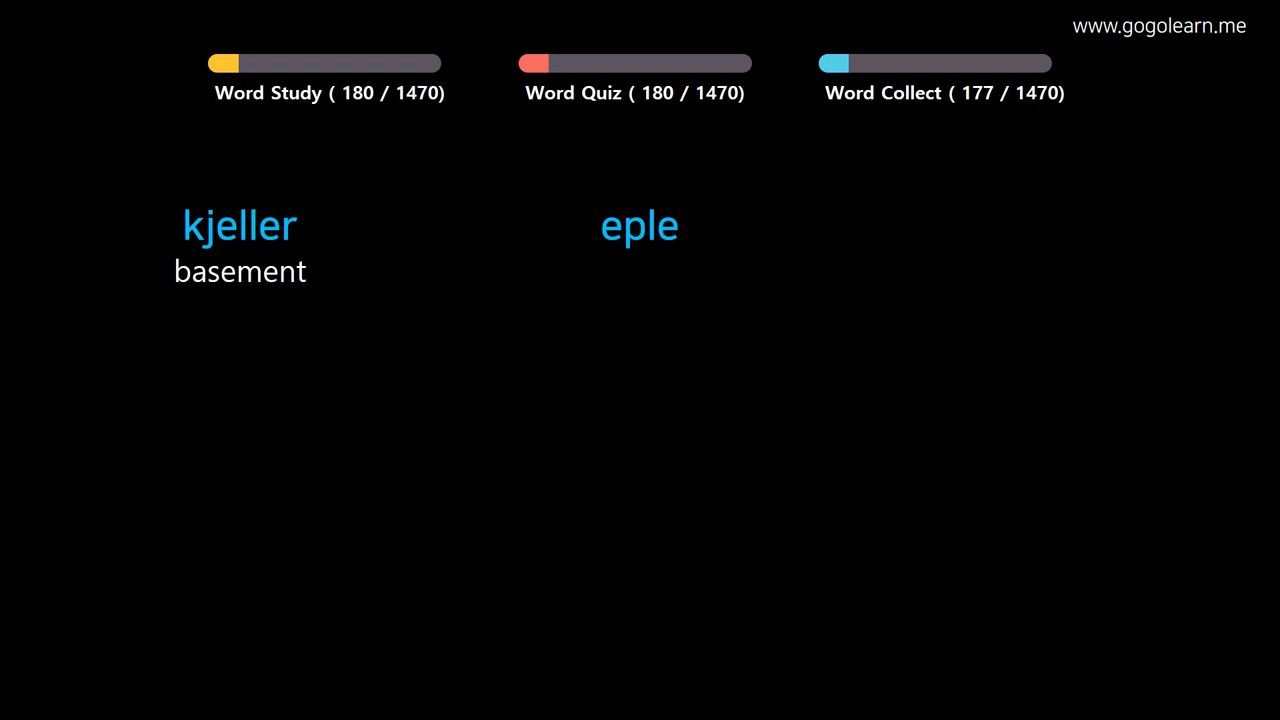 www.gogolearn.me
Word Study ( 180 / 1470)
Word Quiz ( 180 / 1470)
Word Collect ( 177 / 1470)
kjeller
basement
eple